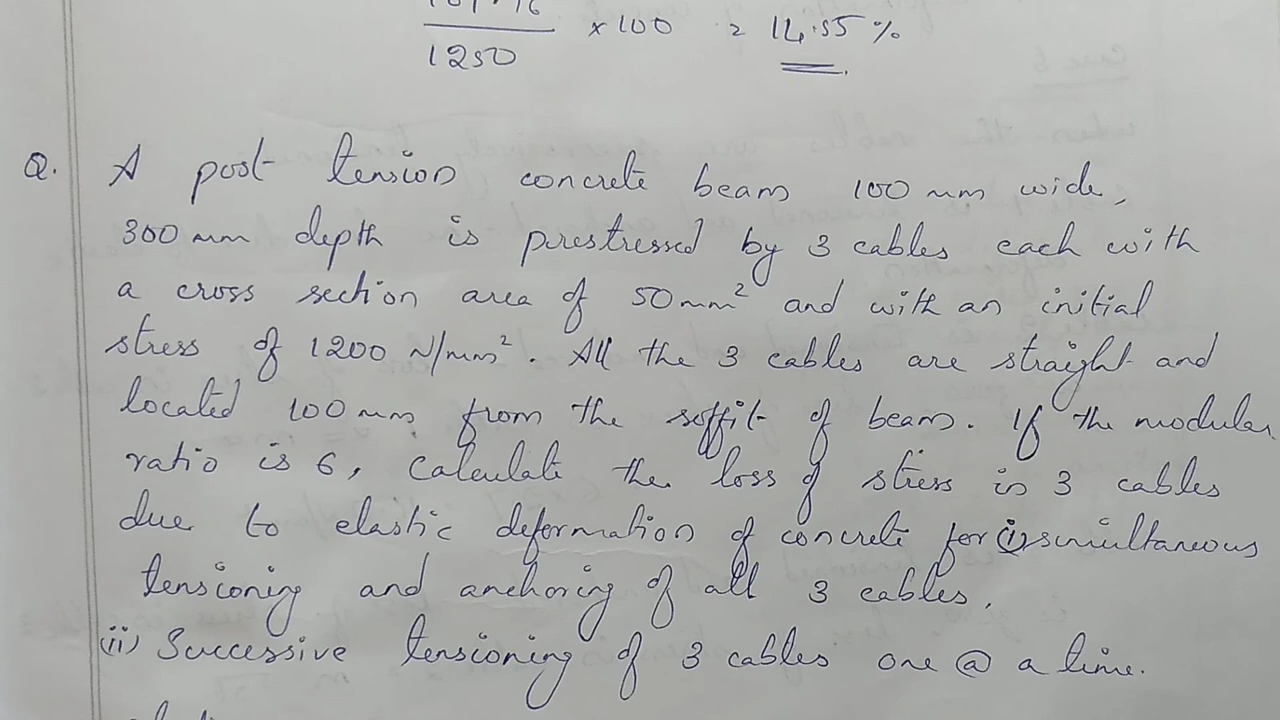 1250 x 100 = 14.55 %
Q. A post tension concrete beam 100 mm wide,
300 mm depth is prestressed by 3 cables each with
a cross section area of 50 mm² and with an initial
stress of 1200 N/mm². All the 3 cables are straight and
located 100 mm from the soffit of beam. If the modular
ratio is 6, Calculate the loss of stress in 3 cables
due to elastic deformation of concrete for (i) simultaneous
tensioning and anchoring of all 3 cables.
(ii) Successive tensioning of 3 cables one @ a time.